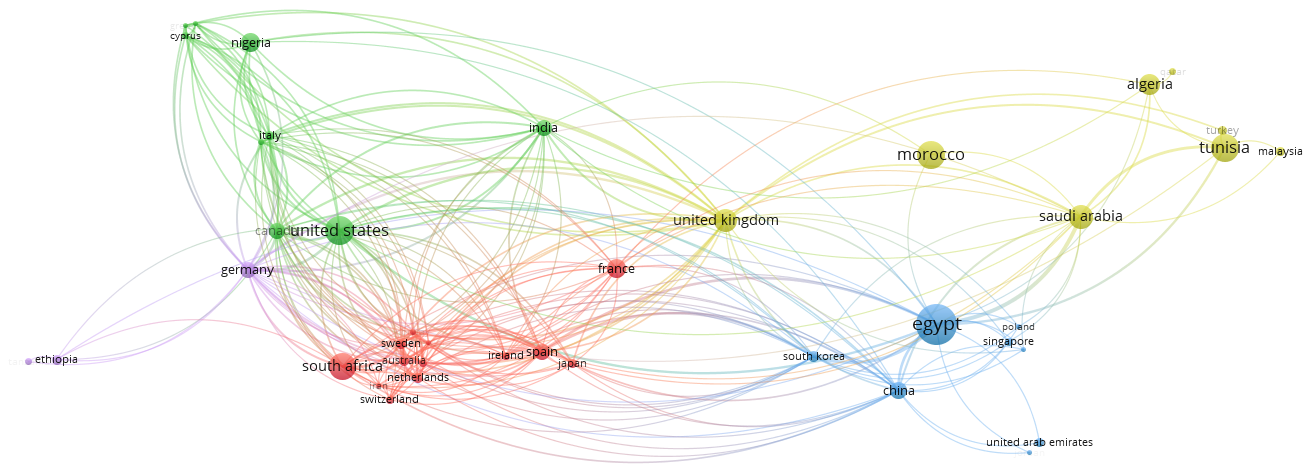 cyprus
nigeria
qatar
algeria
turkey
india
italy
tunisia
malaysia
morocco
saudi arabia
united kingdom
canada
united states
germany
france
egypt
poland
sweden
singapore
ireland
spain
south korea
ethiopia
australia
japan
south africa
netherlands
iran
china
switzerland
united arab emirates